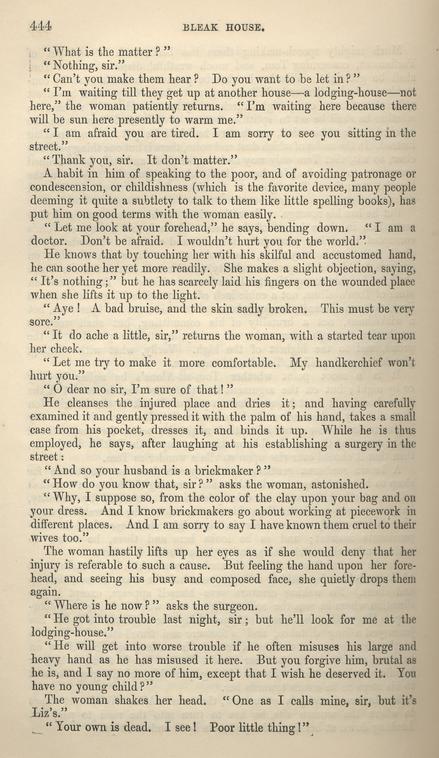 444 BLEAK HOUSE.
"What is the matter?"
"Nothing, sir."
"Can't you make them hear? Do you want to be let in?"
"I'm waiting till they get up at another house—a lodging-house—not
here," the woman patiently returns. "I'm waiting here because there
will be sun here presently to warm me."
"I am afraid you are tired. I am sorry to see you sitting in the
street."
"Thank you, sir. It don't matter."
A habit in him of speaking to the poor, and of avoiding patronage or
condescension, or childishness (which is the favorite device, many people
deeming it quite a subtlety to talk to them like little spelling books), has
put him on good terms with the woman easily.
"Let me look at your forehead," he says, bending down. "I am a
doctor. Don't be afraid. I wouldn't hurt you for the world."
He knows that by touching her with his skilful and accustomed hand,
he can soothe her yet more readily. She makes a slight objection, saying,
"It's nothing;" but he has scarcely laid his fingers on the wounded place
when she lifts it up to the light.
"Aye! A bad bruise, and the skin sadly broken. This must be very
sore."
"It do ache a little, sir," returns the woman, with a started tear upon
her cheek.
"Let me try to make it more comfortable. My handkerchief won't
hurt you."
"O dear no sir, I'm sure of that!"
He cleanses the injured place and dries it; and having carefully
examined it and gently pressed it with the palm of his hand, takes a small
case from his pocket, dresses it, and binds it up. While he is thus
employed, he says, after laughing at his establishing a surgery in the
street:
"And so your husband is a brickmaker?"
"How do you know that, sir?" asks the woman, astonished.
"Why, I suppose so, from the color of the clay upon your bag and on
your dress. And I know brickmakers go about working at piecework in
different places. And I am sorry to say I have known them cruel to their
wives too."
The woman hastily lifts up her eyes as if she would deny that her
injury is referable to such a cause. But feeling the hand upon her fore-
head, and seeing his busy and composed face, she quietly drops them
again.
"Where is he now?" asks the surgeon.
"He got into trouble last night, sir; but he'll look for me at the
lodging-house."
"He will get into worse trouble if he often misuses his large and
heavy hand as he has misused it here. But you forgive him, brutal as
he is, and I say no more of him, except that I wish he deserved it. You
have no young child?"
The woman shakes her head. "One as I calls mine, sir, but it's
Liz's."
"Your own is dead. I see! Poor little thing!"